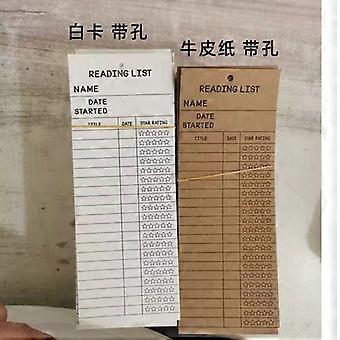 白卡 带孔
牛皮纸 带孔
READING LIST
NAME
DATE
STARTED
TITLE DATE STAR RATING
READING LIST
NAME
DATE
STARTED
TITLE DATE STAR RATING